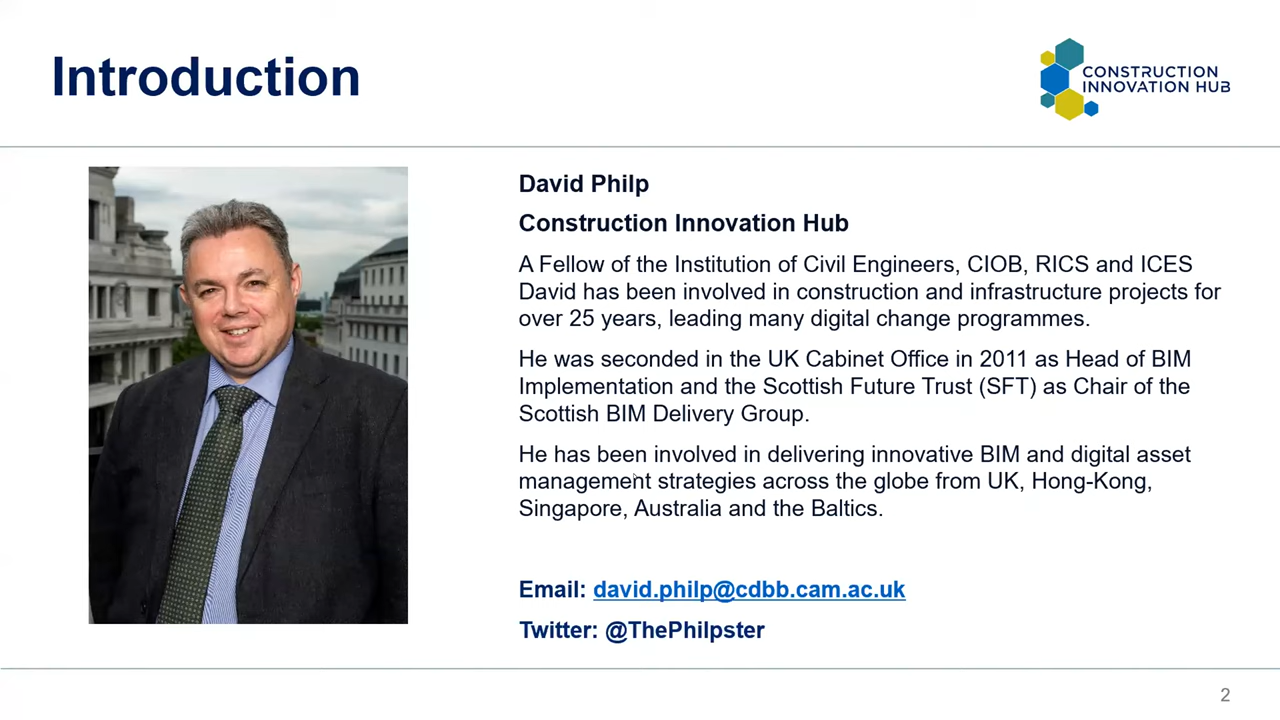 Introduction
CONSTRUCTION
INNOVATION HUB
David Philp
Construction Innovation Hub
A Fellow of the Institution of Civil Engineers, CIOB, RICS and ICES
David has been involved in construction and infrastructure projects for
over 25 years, leading many digital change programmes.
He was seconded in the UK Cabinet Office in 2011 as Head of BIM
Implementation and the Scottish Future Trust (SFT) as Chair of the
Scottish BIM Delivery Group.
He has been involved in delivering innovative BIM and digital asset
management strategies across the globe from UK, Hong-Kong,
Singapore, Australia and the Baltics.
Email: david.philp@cdbb.cam.ac.uk
Twitter: @ThePhilpster
2